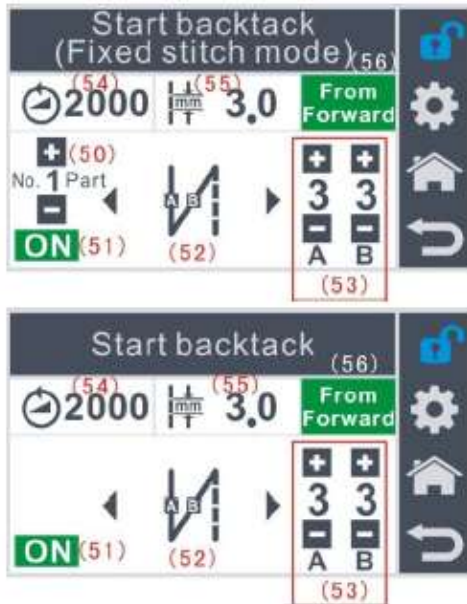 Start backtack
(Fixed stitch mode)(56)
(54) (55)
2000 mm 3.0 From Forward
+ (50) + +
No. 1 Part A B 3 3
- - -
ON (51) (52) A B
(53)
Start backtack
(56)
(54) (55)
2000 mm 3.0 From Forward
+ +
A B 3 3
- -
ON (51) (52) A B
(53)